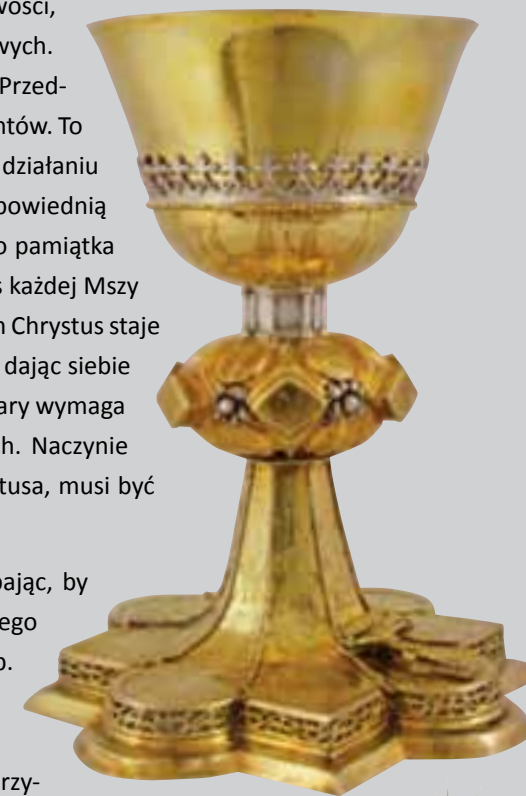 wości,
wych.
Przed-
ntów. To
działaniu
powiednią
o pamiątka
s każdej Mszy
n Chrystus staje
dając siebie
ary wymaga
h. Naczynie
tusa, musi być
pając, by
ego
o.
rzy-